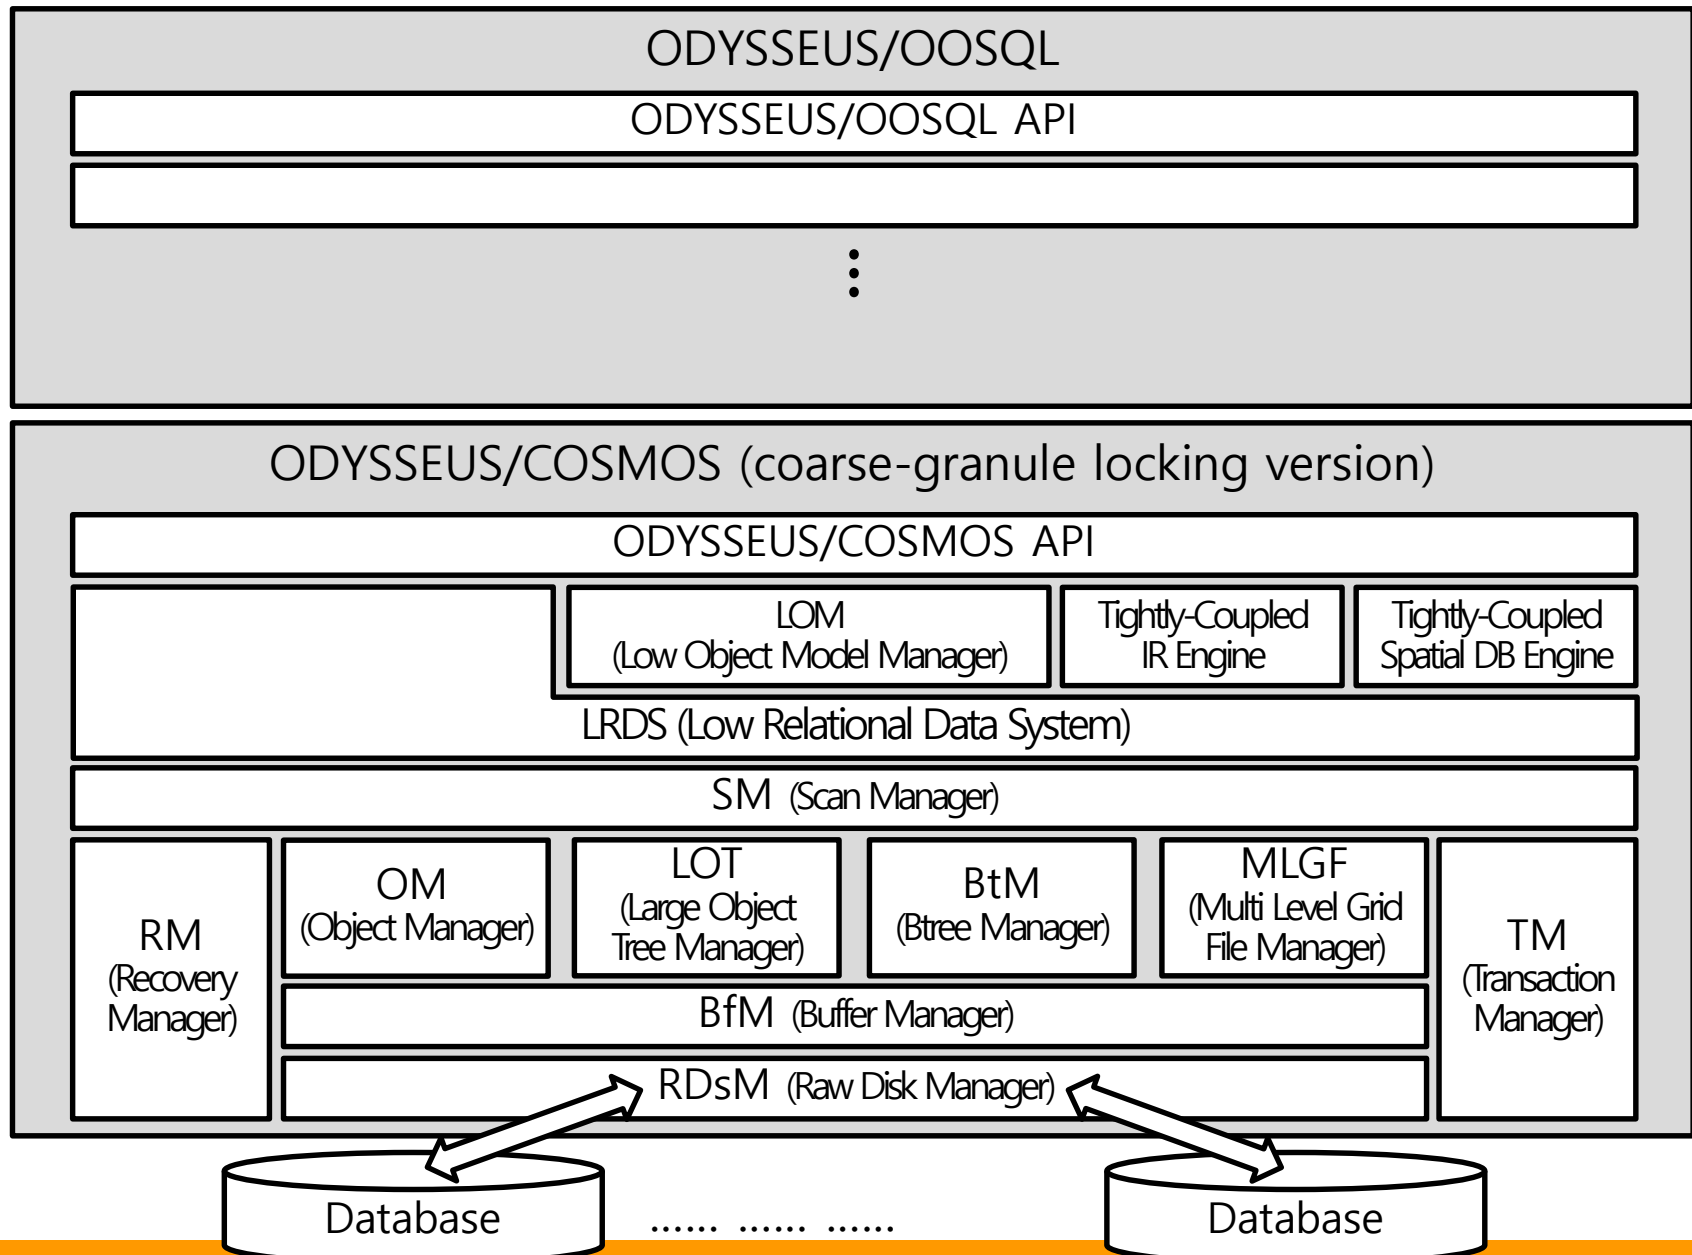 ODYSSEUS/OOSQL
ODYSSEUS/OOSQL API
⋮
ODYSSEUS/COSMOS (coarse-granule locking version)
ODYSSEUS/COSMOS API
LOM
(Low Object Model Manager)
Tightly-Coupled
IR Engine
Tightly-Coupled
Spatial DB Engine
LRDS (Low Relational Data System)
SM (Scan Manager)
RM
(Recovery
Manager)
OM
(Object Manager)
LOT
(Large Object
Tree Manager)
BtM
(Btree Manager)
MLGF
(Multi Level Grid
File Manager)
TM
(Transaction
Manager)
BfM (Buffer Manager)
RDsM (Raw Disk Manager)
Database
...... ...... ......
Database